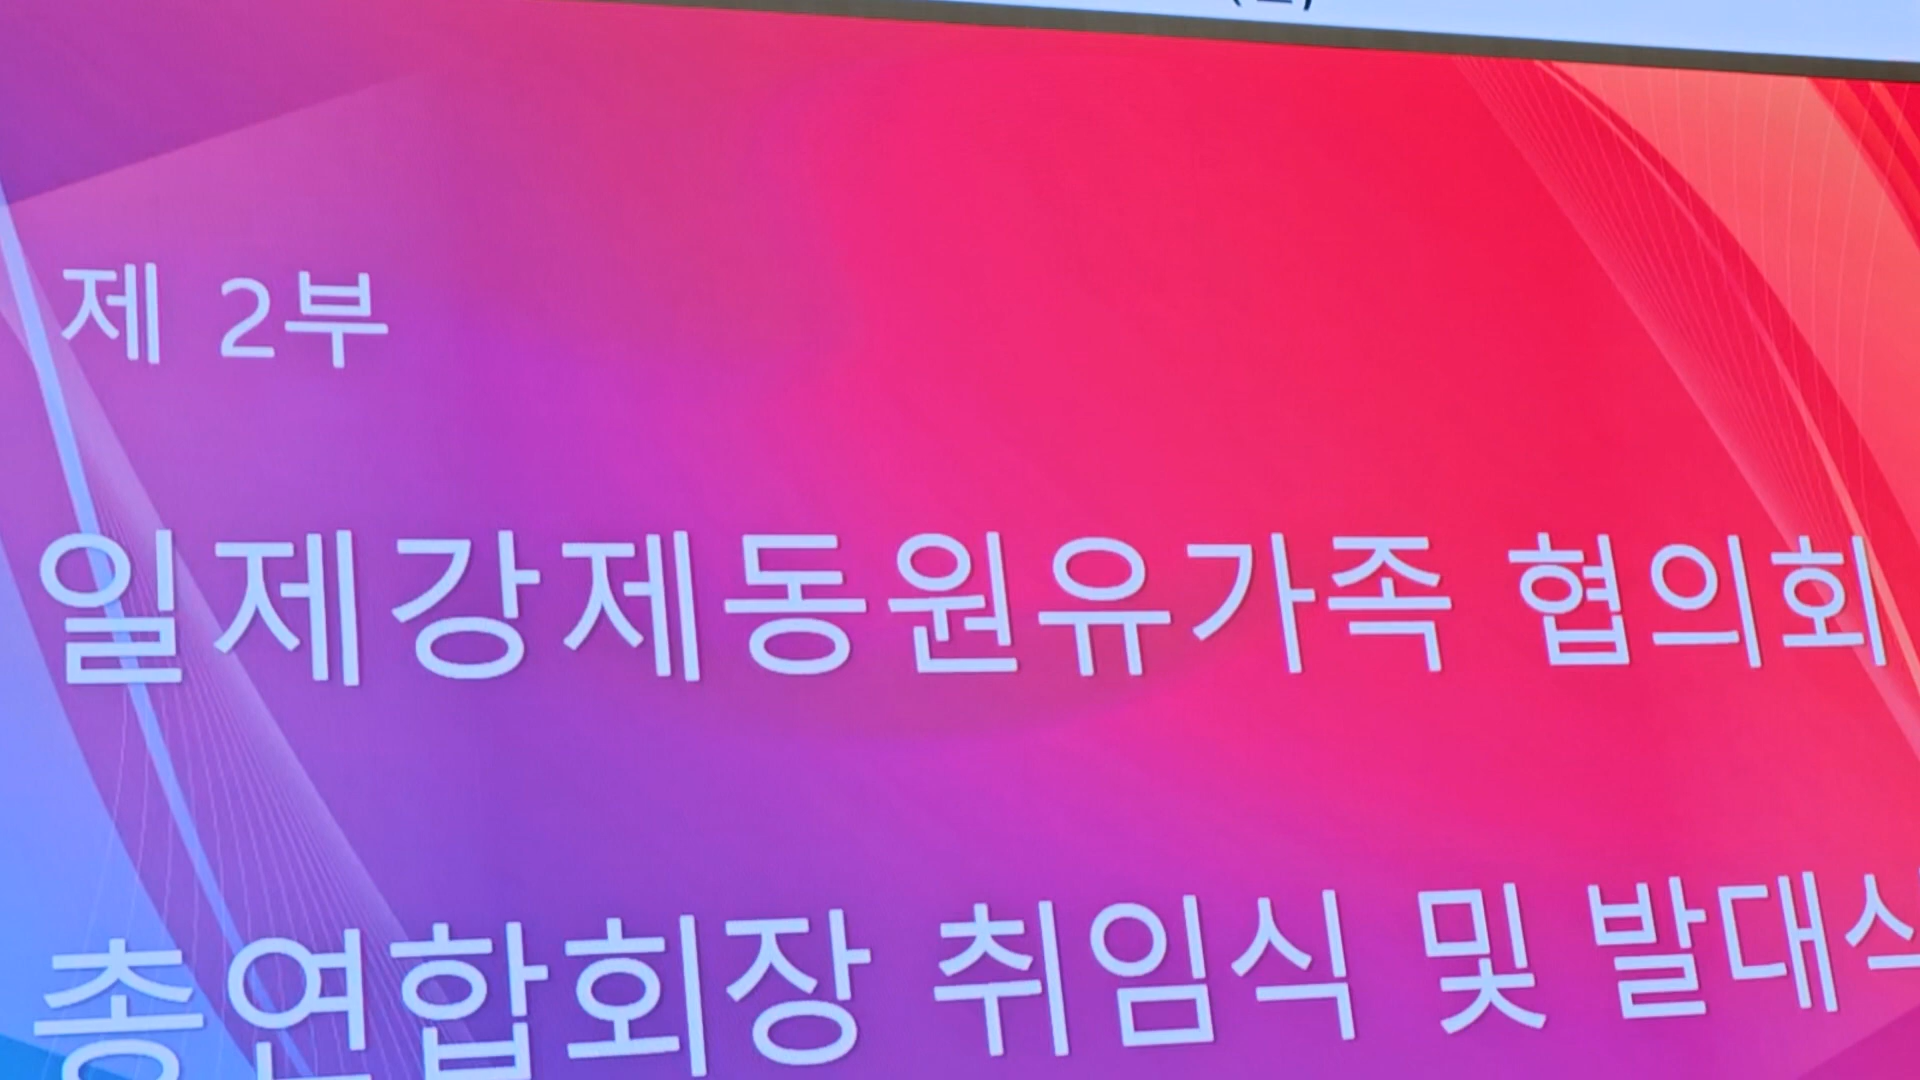 제 2부
일제강제동원유가족 협의회
총연합회장 취임식 및 발대식